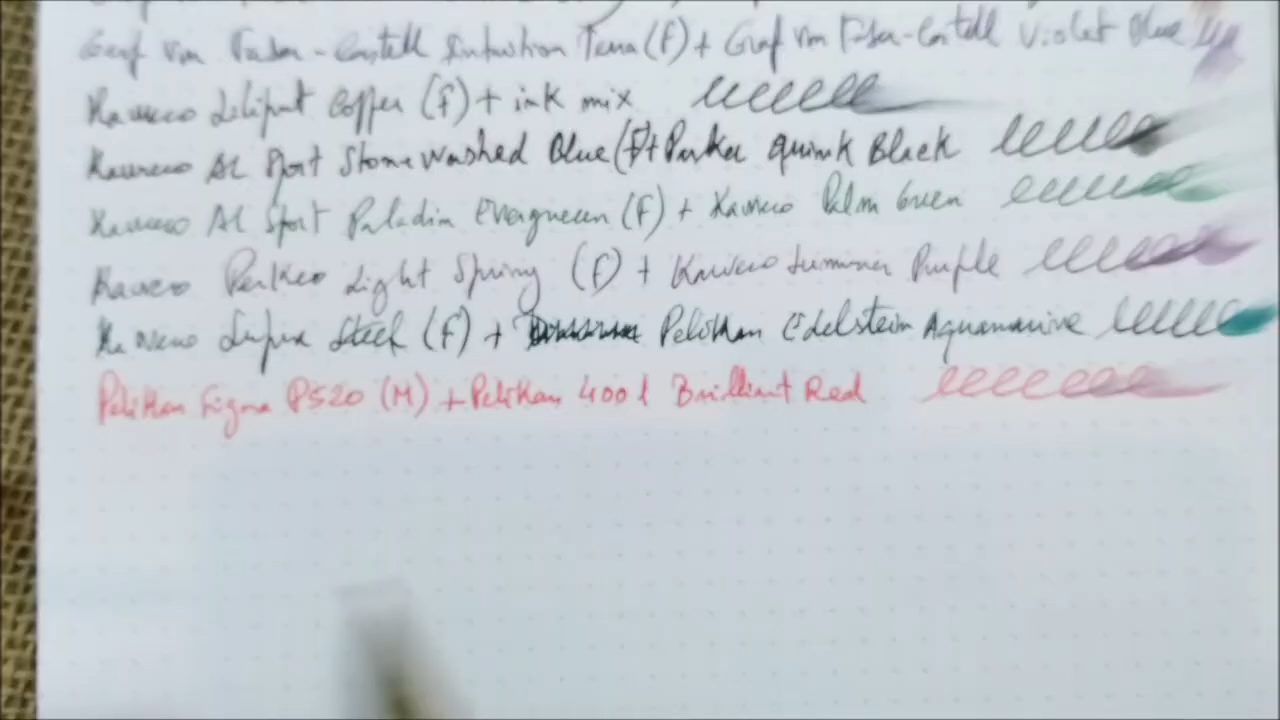 Graf von Faber-Castell Intuition Terra (F) + Graf von Faber-Castell Violet Blue
Kaweco Liliput Copper (F) + ink mix
Kaweco AL Sport Stonewashed Blue (F) + Parker Quink Black
Kaweco AL Sport Paladin Evergreen (F) + Kaweco Palm Green
Kaweco Perkeo Light Spring (F) + Kaweco Summer Purple
Kaweco Supra Steel (F) + Pelikan Edelstein Aquamarine
Pelikan Signa P520 (M) + Pelikan 4001 Brilliant Red